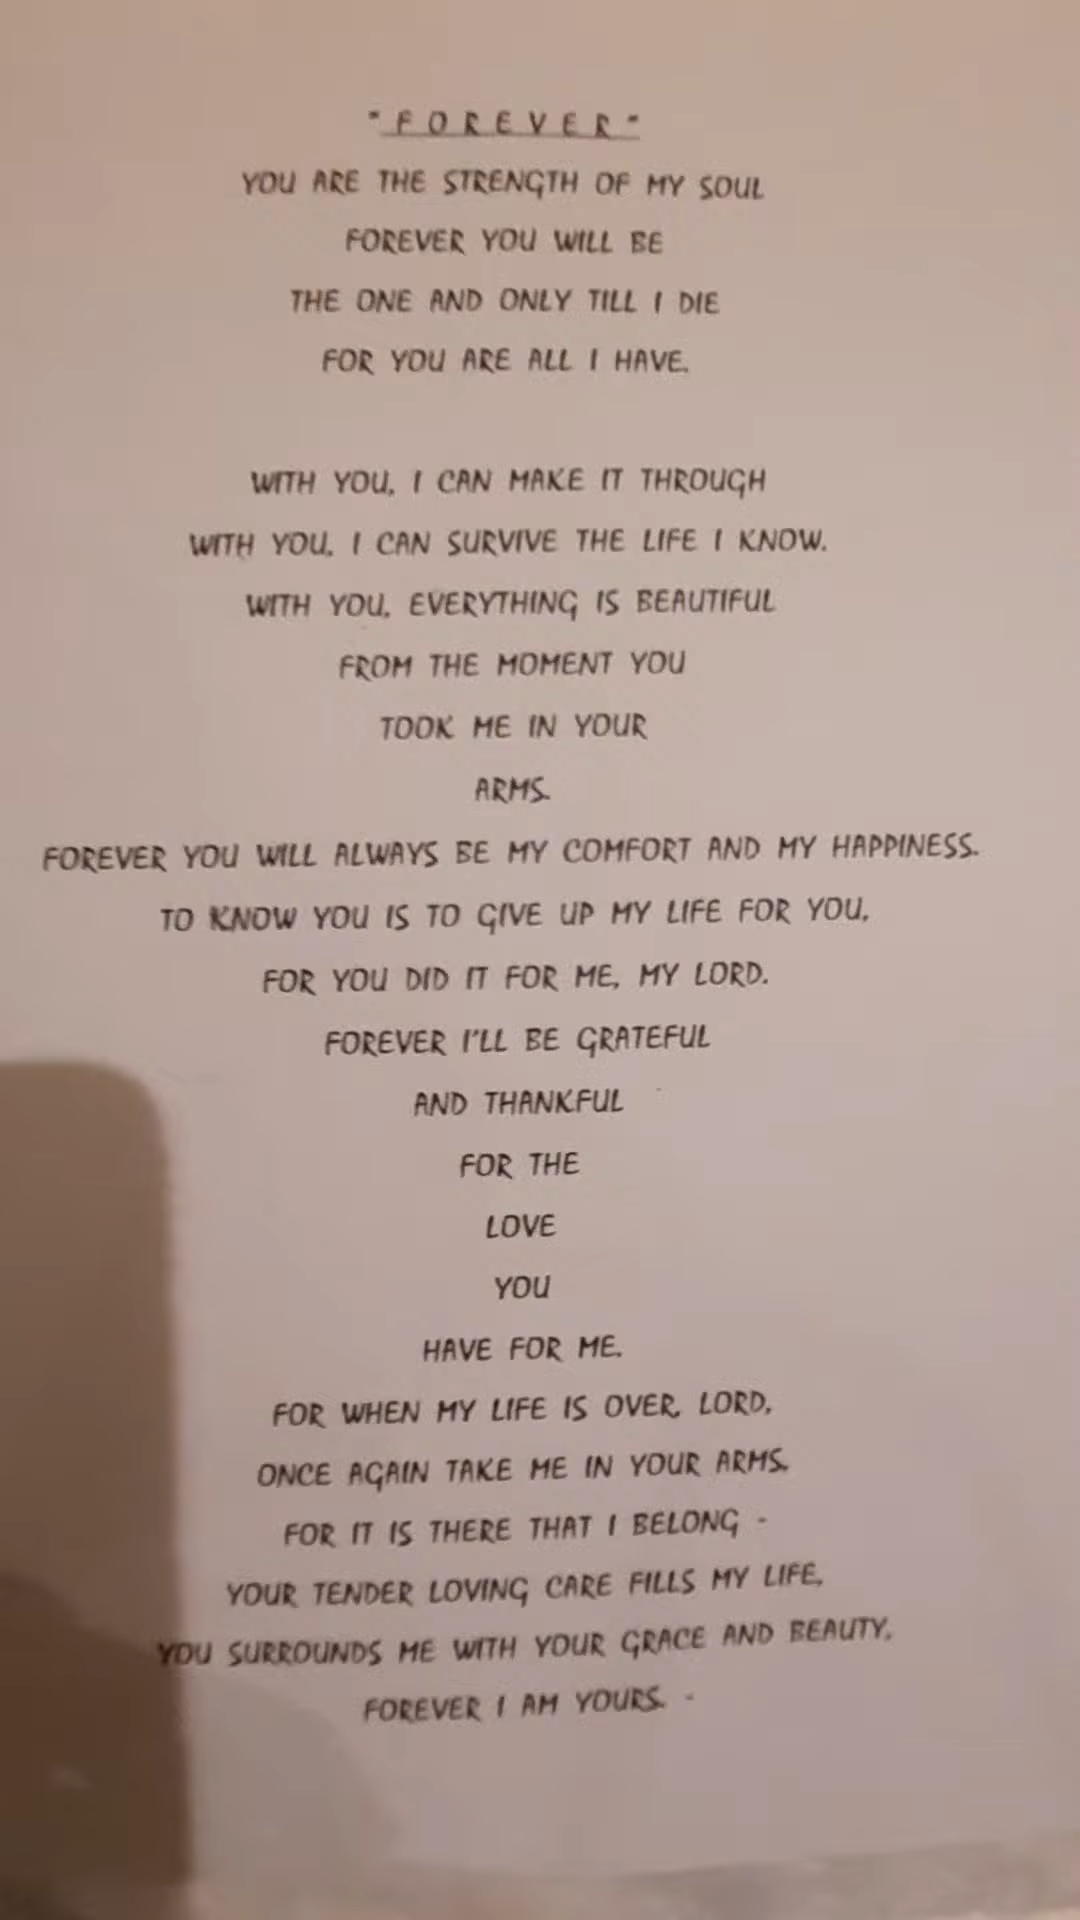 "FOREVER"
YOU ARE THE STRENGTH OF MY SOUL
FOREVER YOU WILL BE
THE ONE AND ONLY TILL I DIE
FOR YOU ARE ALL I HAVE.
WITH YOU, I CAN MAKE IT THROUGH
WITH YOU, I CAN SURVIVE THE LIFE I KNOW.
WITH YOU, EVERYTHING IS BEAUTIFUL
FROM THE MOMENT YOU
TOOK ME IN YOUR
ARMS.
FOREVER YOU WILL ALWAYS BE MY COMFORT AND MY HAPPINESS.
TO KNOW YOU IS TO GIVE UP MY LIFE FOR YOU,
FOR YOU DID IT FOR ME, MY LORD.
FOREVER I'LL BE GRATEFUL
AND THANKFUL
FOR THE
LOVE
YOU
HAVE FOR ME.
FOR WHEN MY LIFE IS OVER, LORD,
ONCE AGAIN TAKE ME IN YOUR ARMS.
FOR IT IS THERE THAT I BELONG -
YOUR TENDER LOVING CARE FILLS MY LIFE,
YOU SURROUNDS ME WITH YOUR GRACE AND BEAUTY,
FOREVER I AM YOURS. -